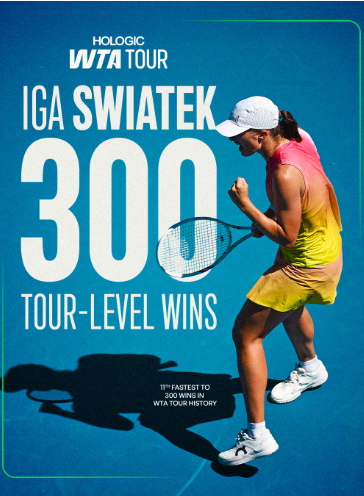 HOLOGIC
WTA TOUR
IGA SWIATEK
300
TOUR-LEVEL WINS
11TH FASTEST TO
300 WINS IN
WTA TOUR HISTORY